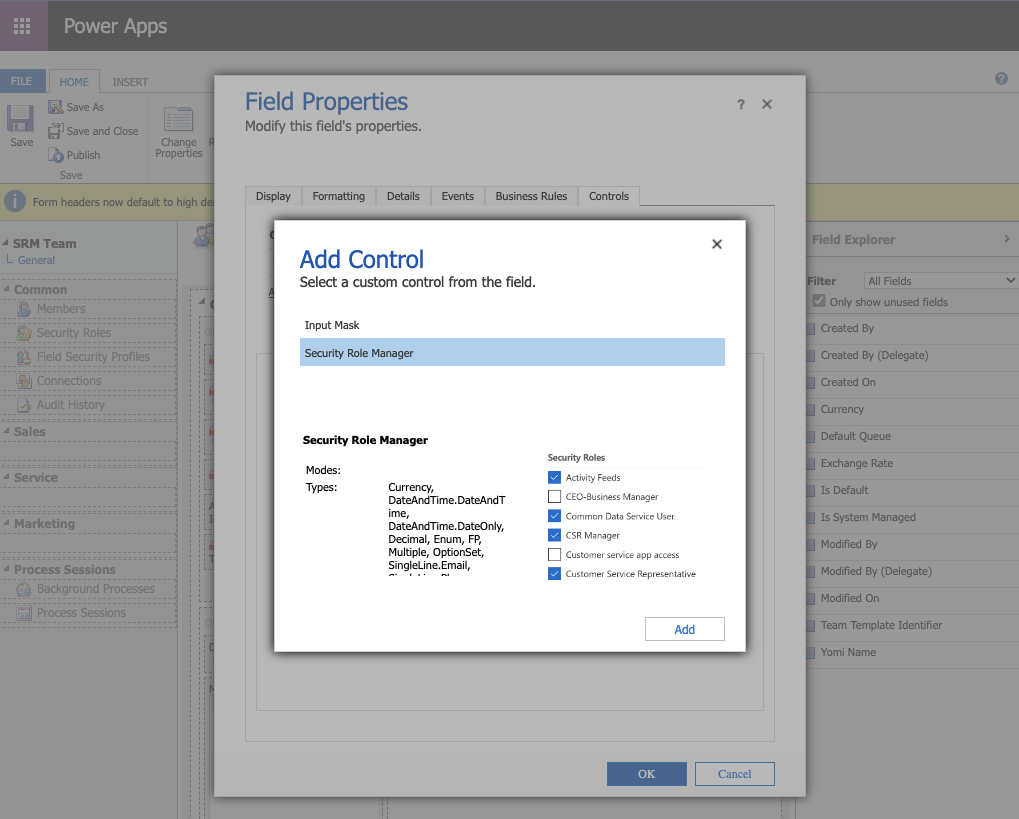 Power Apps
FILE
HOME
INSERT
Save
Save As
Save and Close
Publish
Save
Change
Properties
Form headers now default to high
SRM Team
General
Common
Members
Security Roles
Field Security Profiles
Connections
Audit History
Sales
Service
Marketing
Process Sessions
Background Processes
Process Sessions
Field Properties
? 
Modify this field's properties.
Display
Formatting
Details
Events
Business Rules
Controls
Add Control
Select a custom control from the field.
Input Mask
Security Role Manager
Security Role Manager
Modes:
Types:
Currency,
DateAndTime.DateAndT
ime,
DateAndTime.DateOnly,
Decimal, Enum, FP,
Multiple, OptionSet,
SingleLine.Email,
Security Roles
Activity Feeds
CEO-Business Manager
Common Data Service User
CSR Manager
Customer service app access
Customer Service Representative
Add
OK
Cancel
Field Explorer
Filter
All Fields
Only show unused fields
Created By
Created By (Delegate)
Created On
Currency
Default Queue
Exchange Rate
Is Default
Is System Managed
Modified By
Modified By (Delegate)
Modified On
Team Template Identifier
Yomi Name